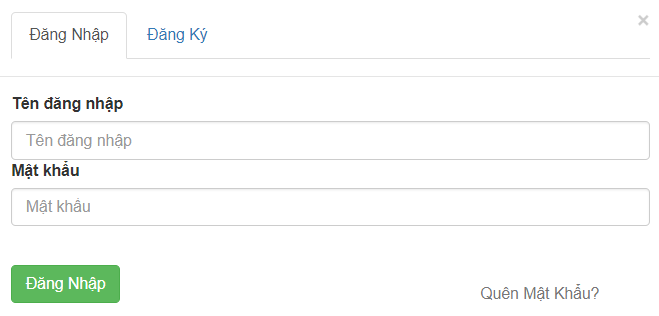 Đăng Nhập Đăng Ký ×
Tên đăng nhập
Tên đăng nhập
Mật khẩu
Mật khẩu
Đăng Nhập Quên Mật Khẩu?